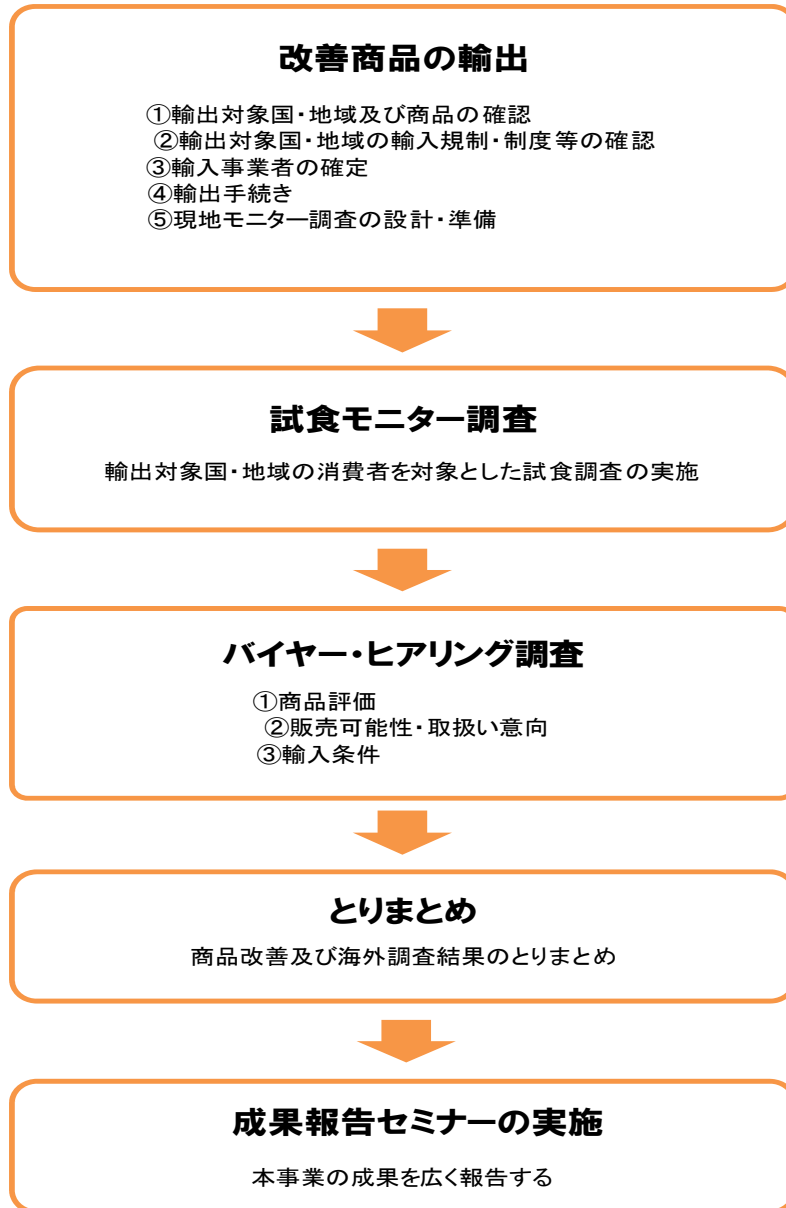 改善商品の輸出
①輸出対象国・地域及び商品の確認
②輸出対象国・地域の輸入規制・制度等の確認
③輸入事業者の確定
④輸出手続き
⑤現地モニター調査の設計・準備
試食モニター調査
輸出対象国・地域の消費者を対象とした試食調査の実施
バイヤー・ヒアリング調査
①商品評価
②販売可能性・取扱い意向
③輸入条件
とりまとめ
商品改善及び海外調査結果のとりまとめ
成果報告セミナーの実施
本事業の成果を広く報告する